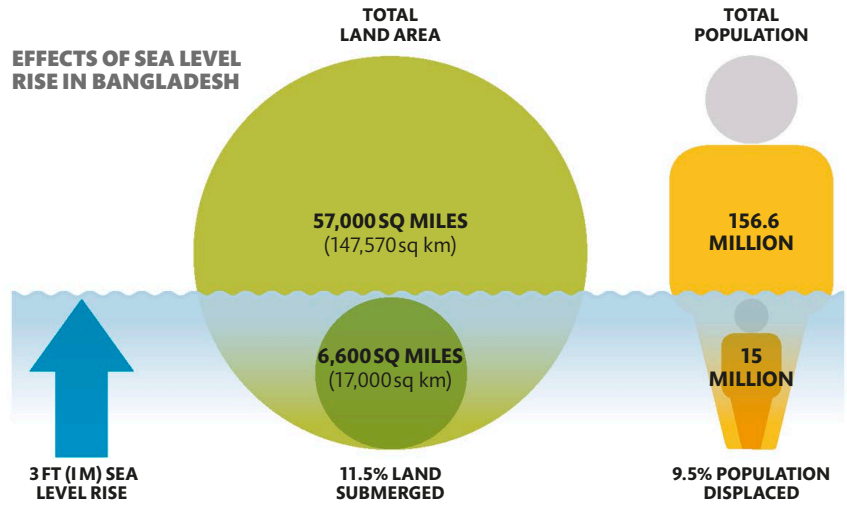 EFFECTS OF SEA LEVEL
RISE IN BANGLADESH
TOTAL
LAND AREA
TOTAL
POPULATION
57,000 SQ MILES
(147,570 sq km)
156.6
MILLION
6,600 SQ MILES
(17,000 sq km)
15
MILLION
3 FT (I M) SEA
LEVEL RISE
11.5% LAND
SUBMERGED
9.5% POPULATION
DISPLACED